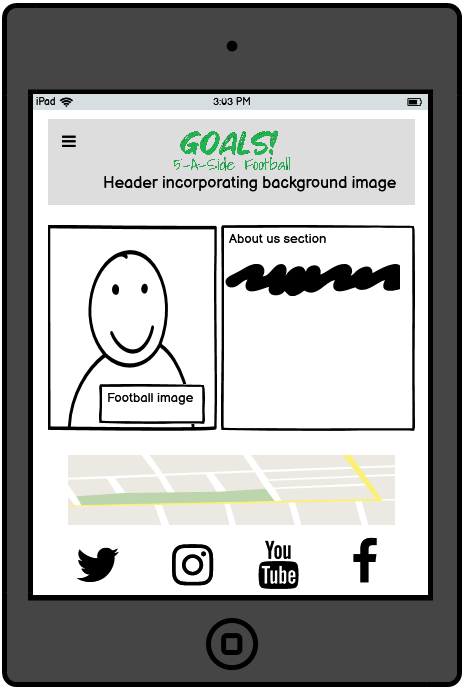 iPad 3:03 PM
GOALS!
5-A-Side Football
Header incorporating background image
About us section
Football image
You
Tube